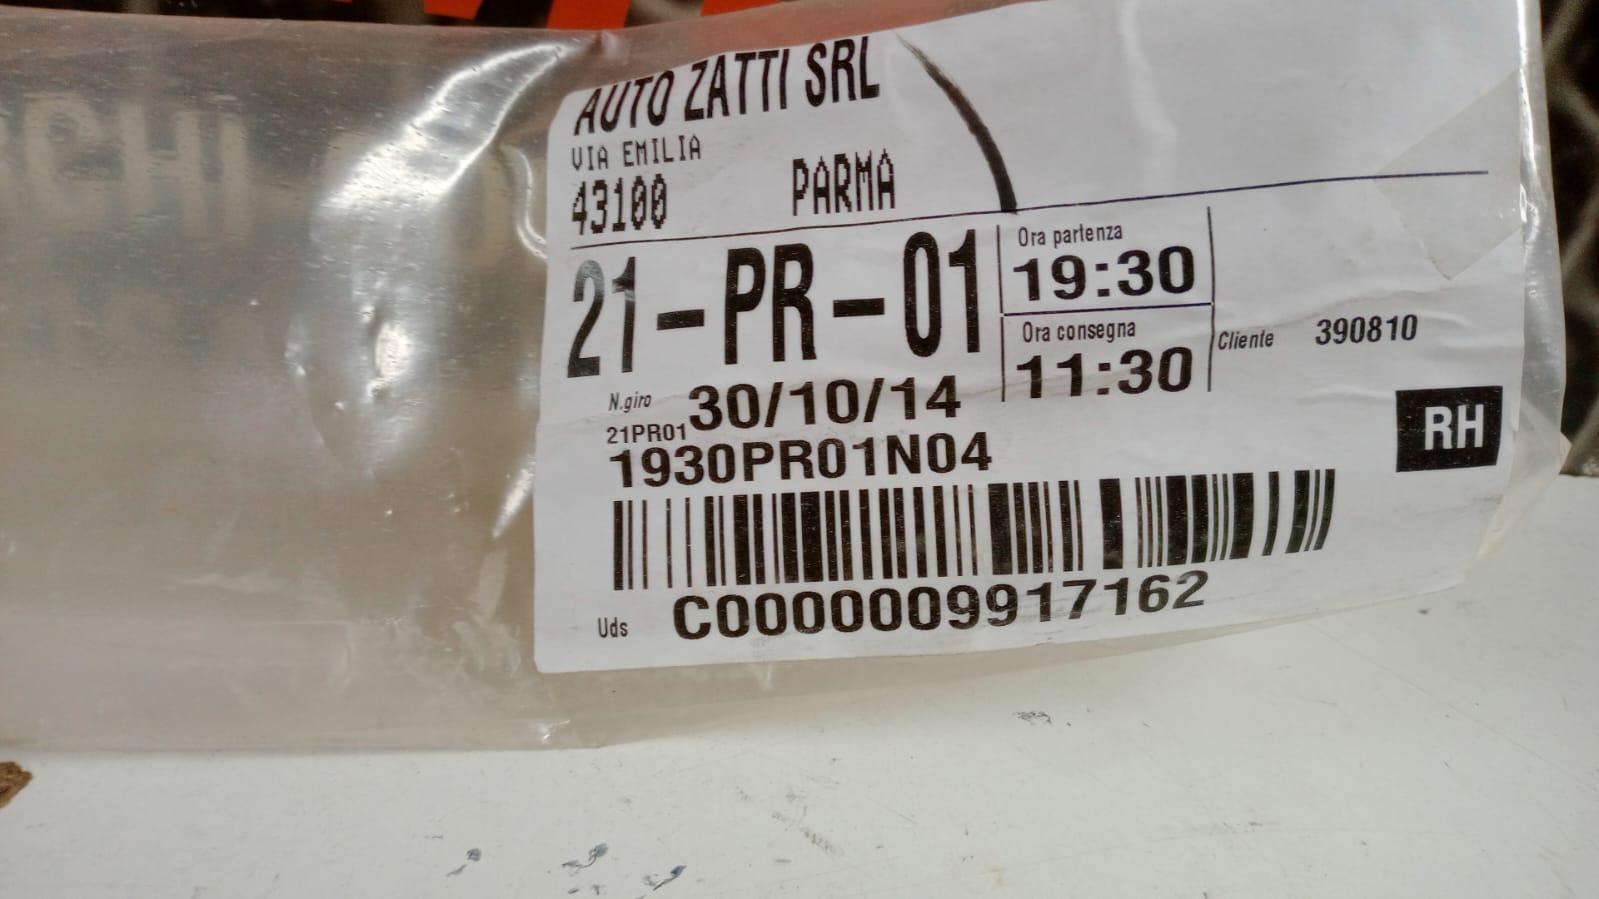 AUTO ZATTI SRL
VIA EMILIA
43100 PARMA
21-PR-01
Ora partenza
19:30
Ora consegna
11:30
Cliente 390810
N.giro
21PR01 30/10/14
1930PR01N04
RH
Uds C0000009917162